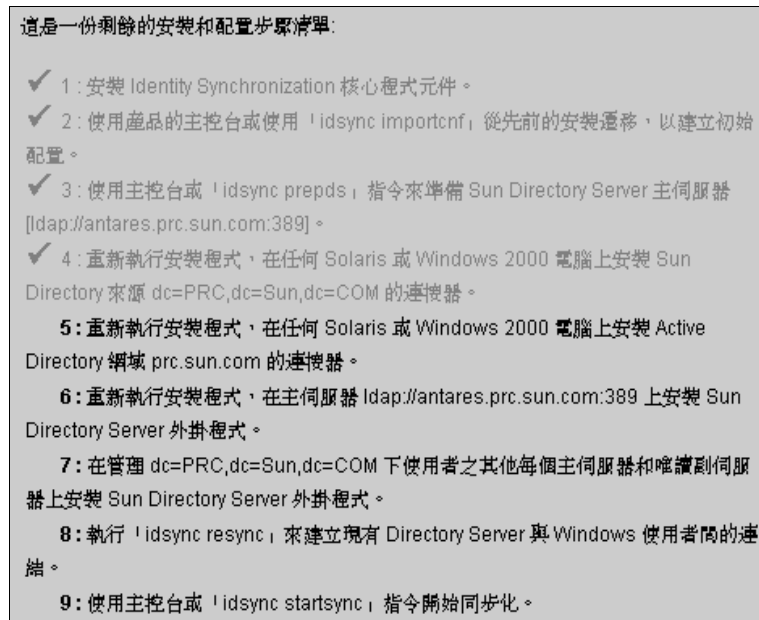 這是一份剩餘的安裝和配置步驟清單:
✔ 1 : 安裝 Identity Synchronization 核心程式元件。
✔ 2 : 使用產品的主控台或使用「idsync importcnf」從先前的安裝遷移，以建立初始
配置。
✔ 3 : 使用主控台或「idsync prepds」指令來準備 Sun Directory Server 主伺服器
[ldap://antares.prc.sun.com:389]。
✔ 4 : 重新執行安裝程式，在任何 Solaris 或 Windows 2000 電腦上安裝 Sun
Directory 來源 dc=PRC,dc=Sun,dc=COM 的連接器。
5 : 重新執行安裝程式，在任何 Solaris 或 Windows 2000 電腦上安裝 Active
Directory 網域 prc.sun.com 的連接器。
6 : 重新執行安裝程式，在主伺服器 ldap://antares.prc.sun.com:389 上安裝 Sun
Directory Server 外掛程式。
7 : 在管理 dc=PRC,dc=Sun,dc=COM 下使用者之其他每個主伺服器和唯讀副伺服
器上安裝 Sun Directory Server 外掛程式。
8 : 執行「idsync resync」來建立現有 Directory Server 與 Windows 使用者間的連
結。
9 : 使用主控台或「idsync startsync」指令開始同步化。